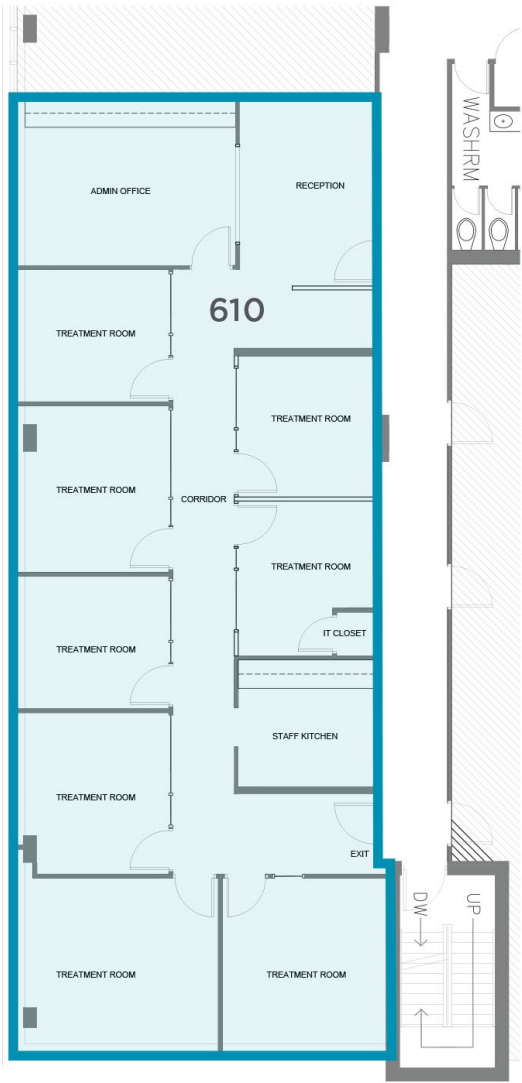 WASHRM
ADMIN OFFICE
RECEPTION
610
TREATMENT ROOM
TREATMENT ROOM
TREATMENT ROOM
CORRIDOR
TREATMENT ROOM
IT CLOSET
TREATMENT ROOM
STAFF KITCHEN
TREATMENT ROOM
EXIT
DW
UP
TREATMENT ROOM
TREATMENT ROOM